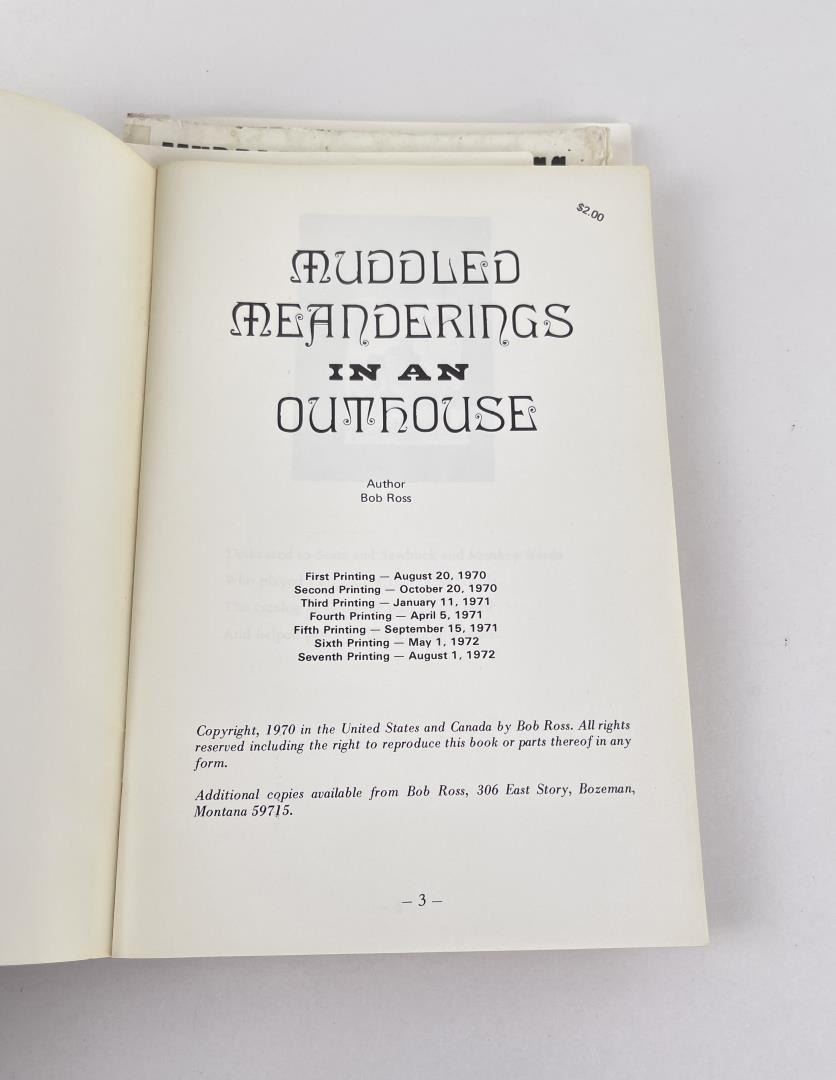 $2.00
MUDDLED
MEANDERINGS
IN AN
OUTHOUSE
Author
Bob Ross
First Printing — August 20, 1970
Second Printing — October 20, 1970
Third Printing — January 11, 1971
Fourth Printing — April 5, 1971
Fifth Printing — September 15, 1971
Sixth Printing — May 1, 1972
Seventh Printing — August 1, 1972
Copyright, 1970 in the United States and Canada by Bob Ross. All rights
reserved including the right to reproduce this book or parts thereof in any
form.
Additional copies available from Bob Ross, 306 East Story, Bozeman,
Montana 59715.
— 3 —